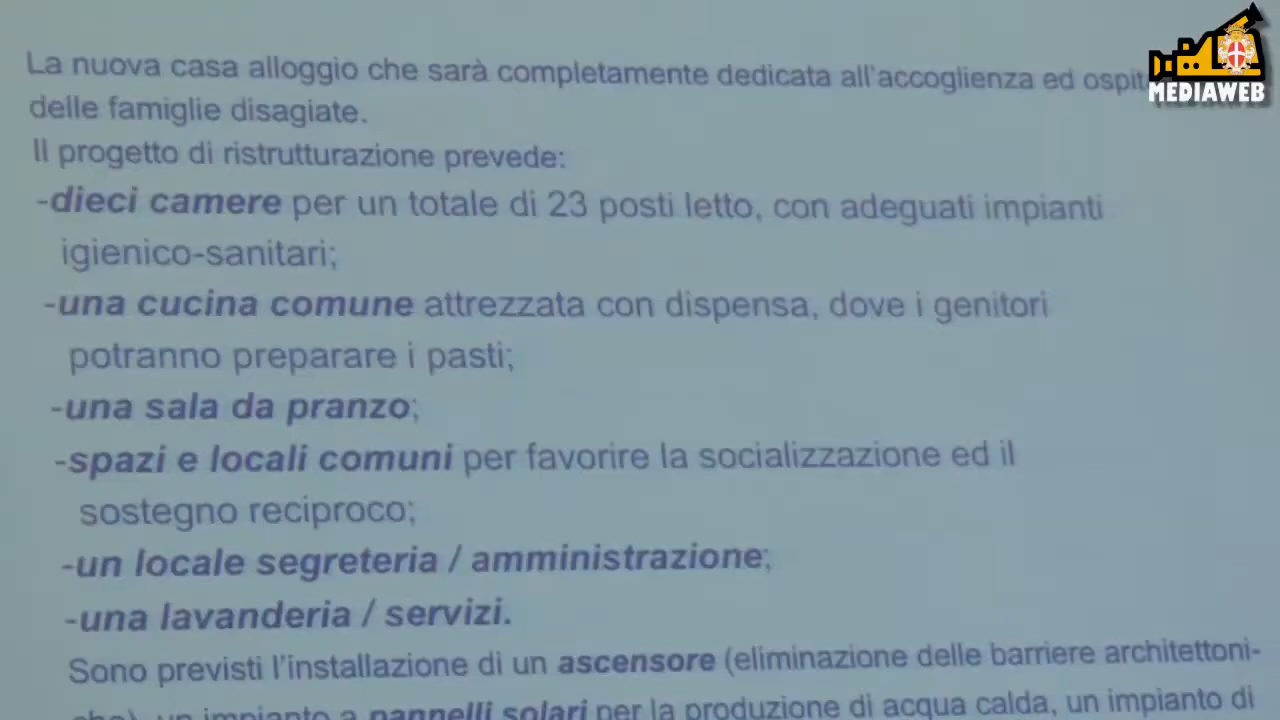 La nuova casa alloggio che sarà completamente dedicata all'accoglienza ed
delle famiglie disagiate.
Il progetto di ristrutturazione prevede:
-dieci camere per un totale di 23 posti letto, con adeguati impianti
igienico-sanitari;
-una cucina comune attrezzata con dispensa, dove i genitori
potranno preparare i pasti;
-una sala da pranzo;
-spazi e locali comuni per favorire la socializzazione ed il
sostegno reciproco;
-un locale segreteria / amministrazione;
-una lavanderia / servizi.
Sono previsti l'installazione di un ascensore (eliminazione delle barriere architettoni-
che), un impianto a pannelli solari per la produzione di acqua calda, un impianto di
MEDIAWEB